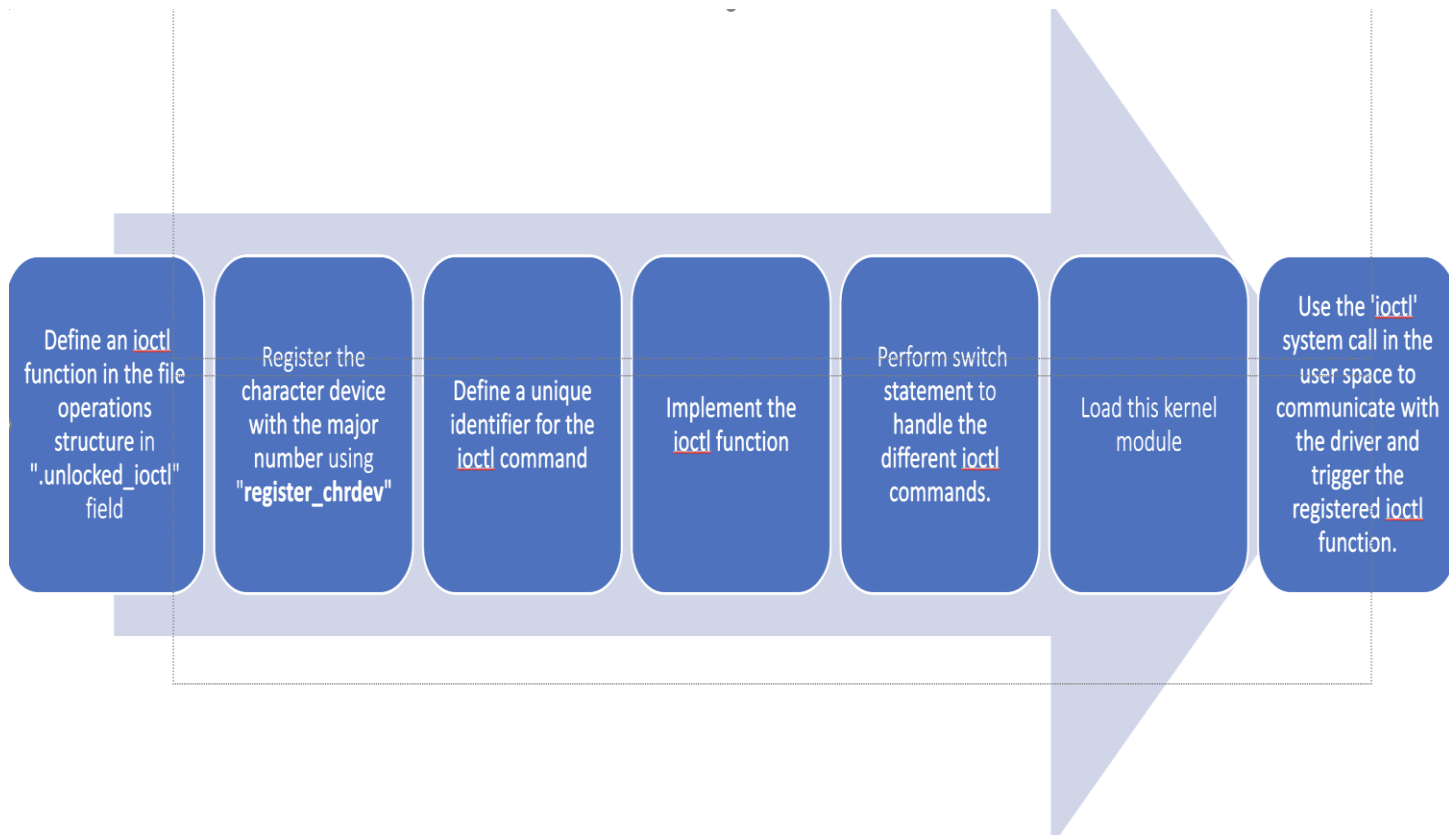 Define an ioctl
function in the file
operations
structure in
".unlocked_ioctl"
field
Register the
character device
with the major
number using
"register_chrdev"
Define a unique
identifier for the
ioctl command
Implement the
ioctl function
Perform switch
statement to
handle the
different ioctl
commands.
Load this kernel
module
Use the 'ioctl'
system call in the
user space to
communicate with
the driver and
trigger the
registered ioctl
function.